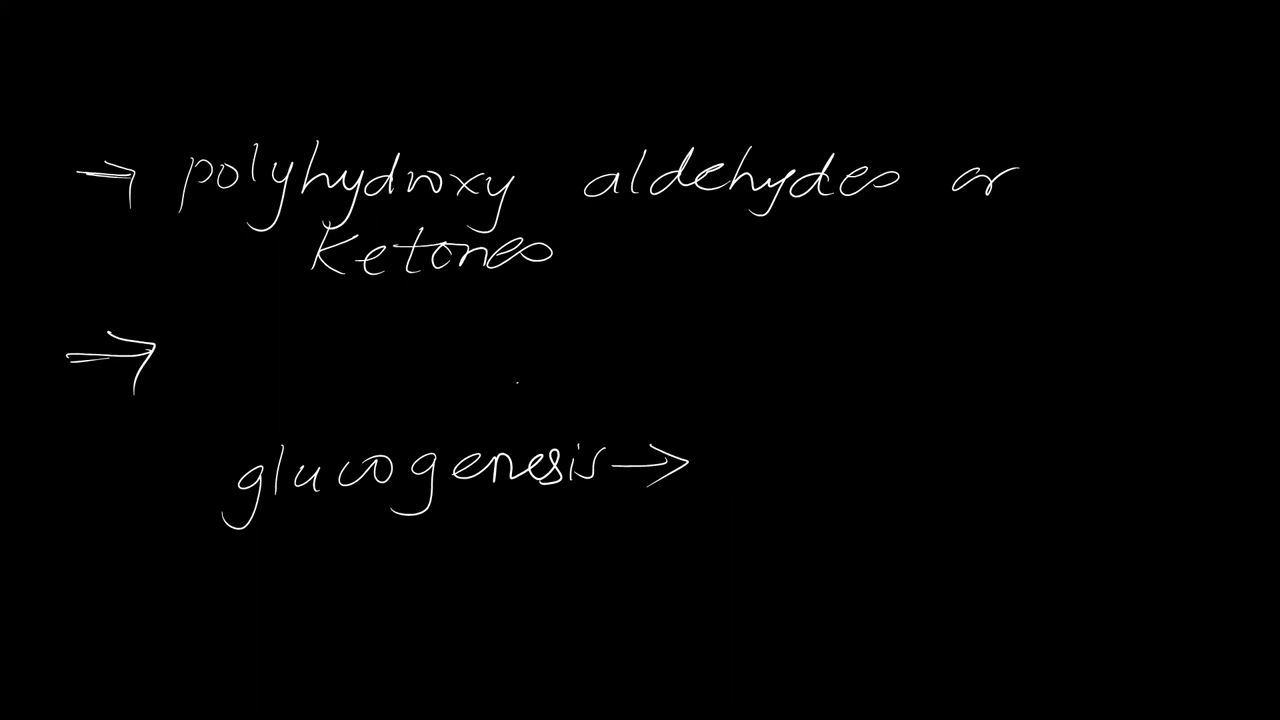 → polyhydroxy aldehydes or
Ketones
⇒
glucogenesis →